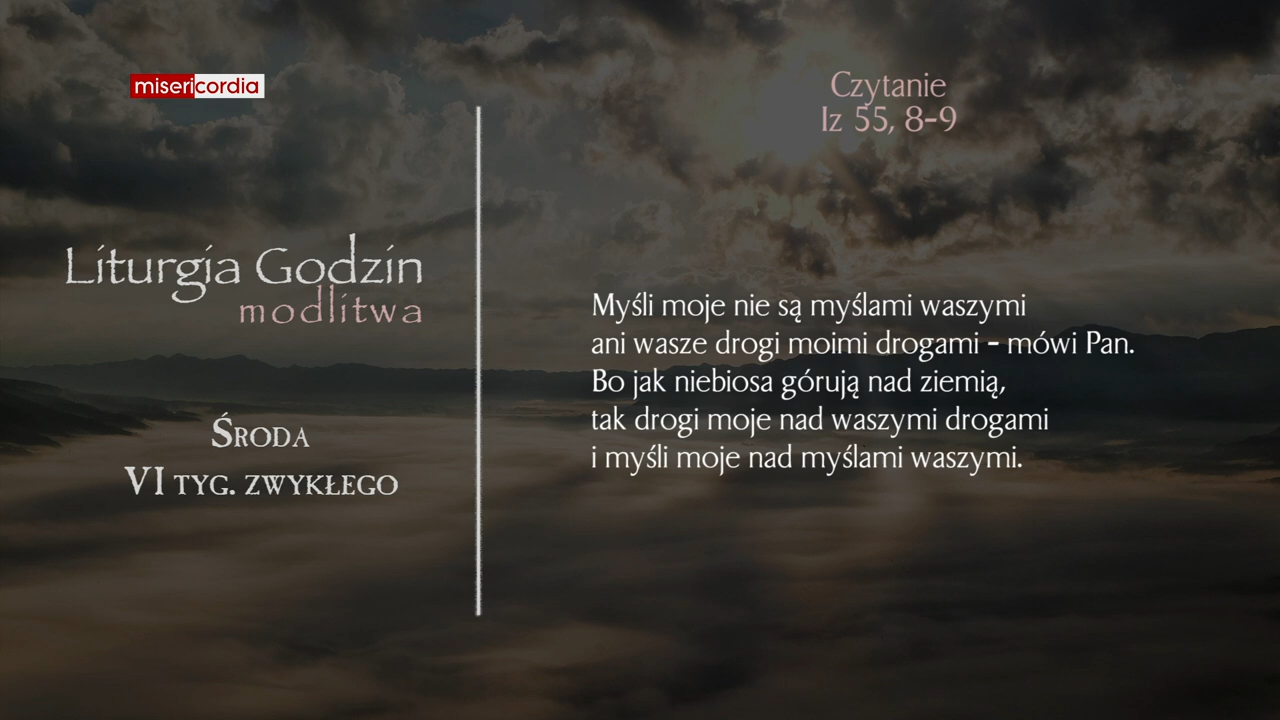 misericordia
Liturgia Godzin
modlitwa
Środa
VI tyg. zwykłego
Czytanie
Iz 55, 8-9
Myśli moje nie są myślami waszymi
ani wasze drogi moimi drogami - mówi Pan.
Bo jak niebiosa górują nad ziemią,
tak drogi moje nad waszymi drogami
i myśli moje nad myślami waszymi.